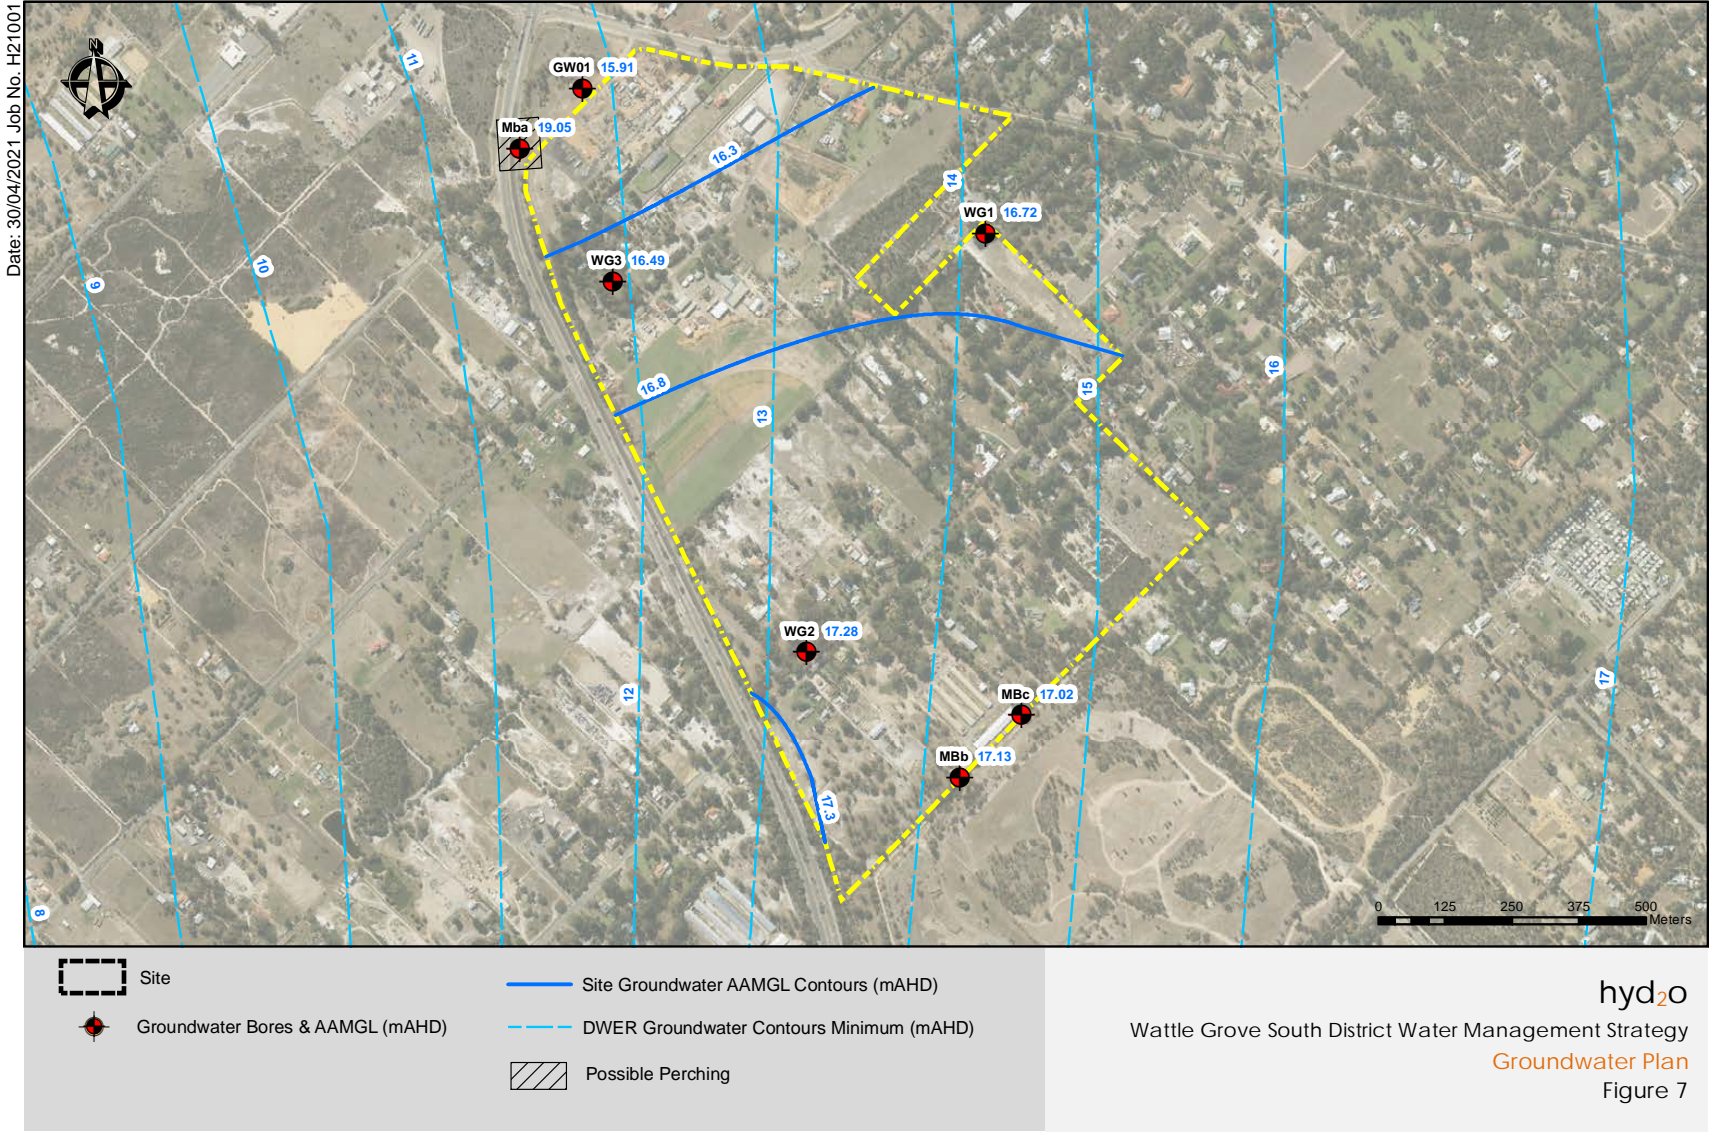 Date: 30/04/2021 Job No. H21001
N
11
GW01 15.91
Mba 19.05
16.3
14
WG1 16.72
WG3 16.49
10
9
16.8
13
15
16
WG2 17.28
12
MBc 17.02
17
MBb 17.13
17.3
8
0 125 250 375 500
Meters
Site
Groundwater Bores & AAMGL (mAHD)
Site Groundwater AAMGL Contours (mAHD)
DWER Groundwater Contours Minimum (mAHD)
Possible Perching
hyd2o
Wattle Grove South District Water Management Strategy
Groundwater Plan
Figure 7